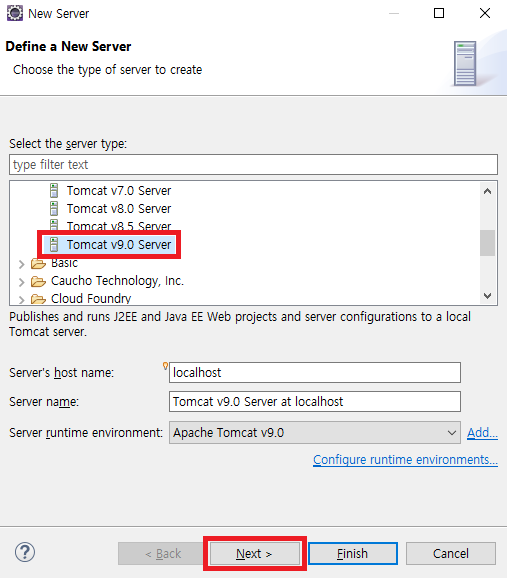 New Server
Define a New Server
Choose the type of server to create
Select the server type:
type filter text
Tomcat v7.0 Server
Tomcat v8.0 Server
Tomcat v8.5 Server
Tomcat v9.0 Server
Basic
Caucho Technology, Inc.
Cloud Foundry
Publishes and runs J2EE and Java EE Web projects and server configurations to a local
Tomcat server.
Server's host name: localhost
Server name: Tomcat v9.0 Server at localhost
Server runtime environment: Apache Tomcat v9.0 Add...
Configure runtime environments...
? < Back Next > Finish Cancel